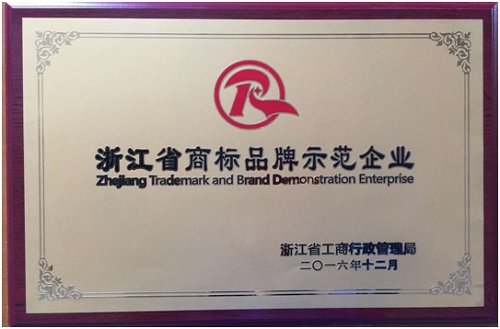 浙江省商标品牌示范企业
Zhejiang Trademark and Brand Demonstration Enterprise
浙江省工商行政管理局
二〇一六年十二月